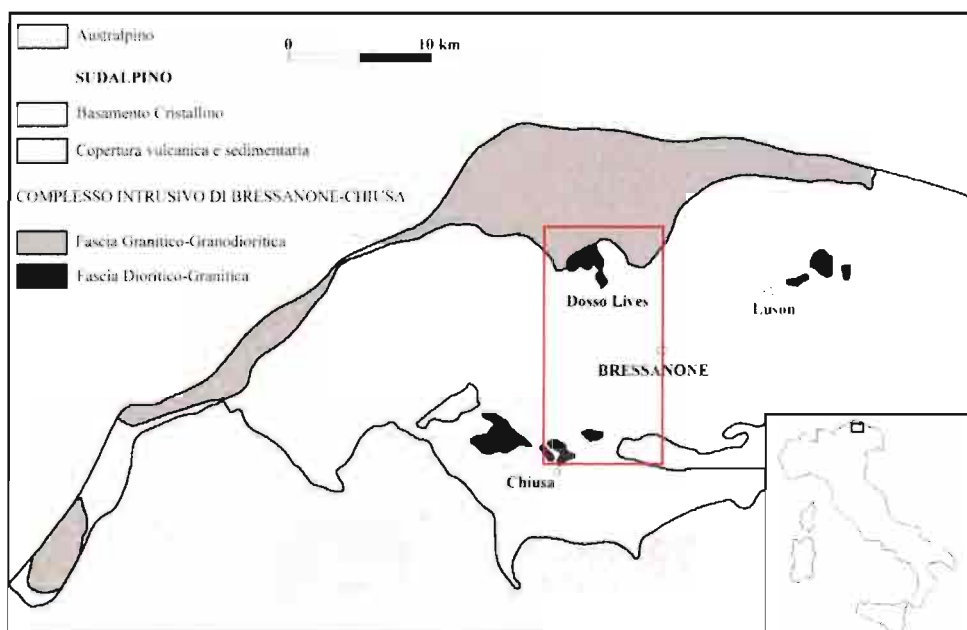 Australpino
0 10 km
SUDALPINO
Basamento Cristallino
Copertura vulcanica e sedimentaria
COMPLESSO INTRUSIVO DI BRESSANONE-CHIUSA
Fascia Granitico-Granodioritica
Fascia Dioritico-Granitica
Dosso Lives
Luson
BRESSANONE
Chiusa